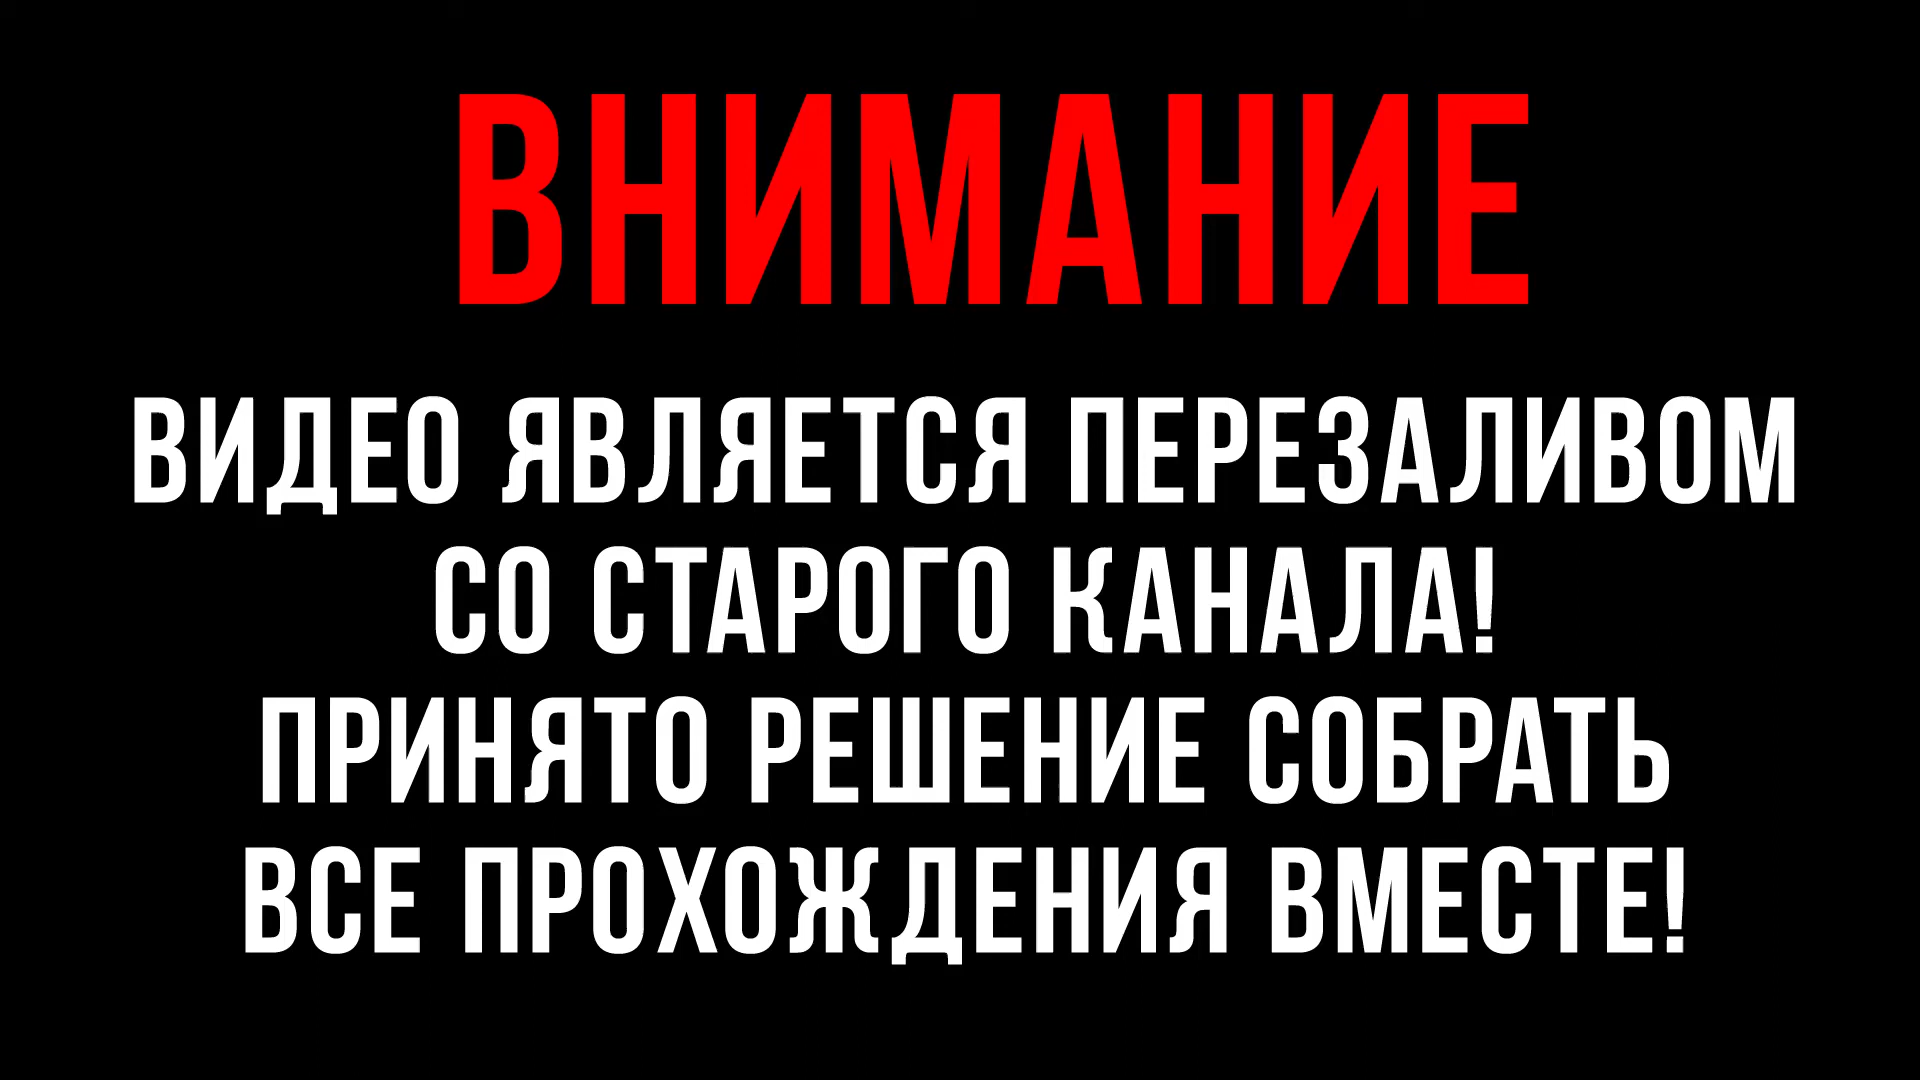 ВНИМАНИЕ
ВИДЕО ЯВЛЯЕТСЯ ПЕРЕЗАЛИВОМ
СО СТАРОГО КАНАЛА!
ПРИНЯТО РЕШЕНИЕ СОБРАТЬ
ВСЕ ПРОХОЖДЕНИЯ ВМЕСТЕ!